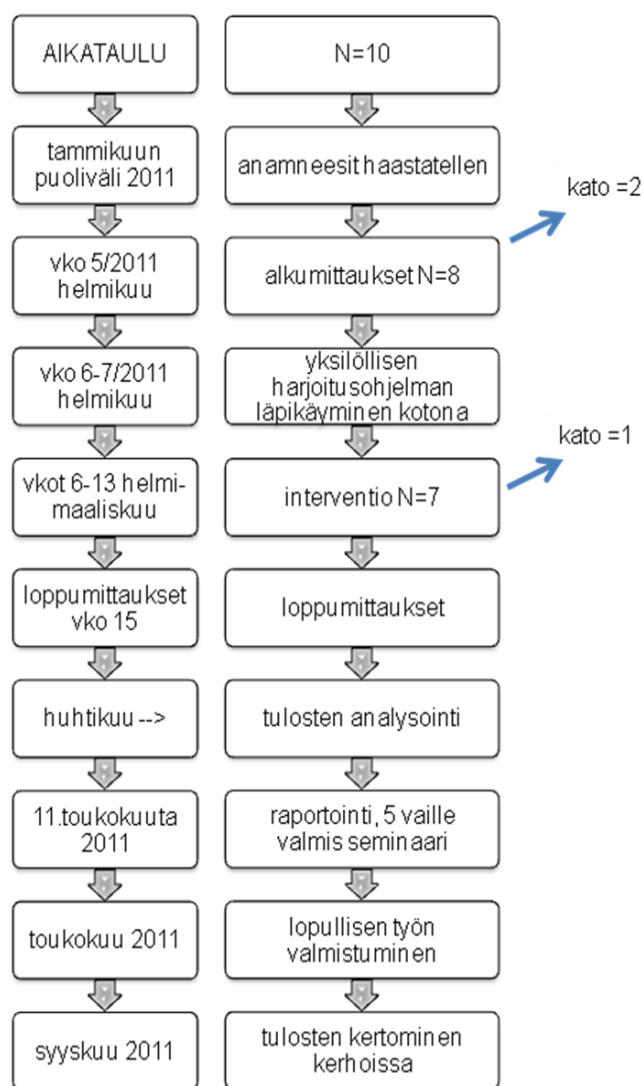 AIKATAULU
N=10
tammikuun
puoliväli 2011
anamneesit haastatellen
kato =2
vko 5/2011
helmikuu
alkumittaukset N=8
vko 6-7/2011
helmikuu
yksilöllisen
harjoitusohjelman
läpikäyminen kotona
kato =1
vkot 6-13 helmi-
maaliskuu
interventio N=7
loppumittaukset
vko 15
loppumittaukset
huhtikuu -->
tulosten analysointi
11.toukokuuta
2011
raportointi, 5 vaille
valmis seminaari
toukokuu 2011
lopullisen työn
valmistuminen
syyskuu 2011
tulosten kertominen
kerhoissa